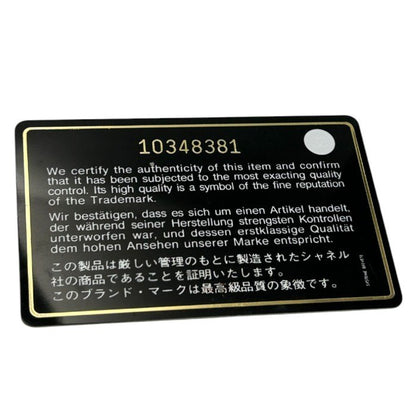 10348381
We certify the authenticity of this item and confirm
that it has been subjected to the most exacting quality
control. Its high quality is a symbol of the fine reputation
of the Trademark.
Wir bestätigen, dass es sich um einen Artikel handelt,
der während seiner Herstellung strengsten Kontrollen
unterworfen war, und dessen erstklassige Qualität
dem hohen Ansehen unserer Marke entspricht.
この製品は厳しい管理のもとに製造されたシャネル
社の商品であることを証明いたします。
このブランド・マークは最高級品質の象徴です。